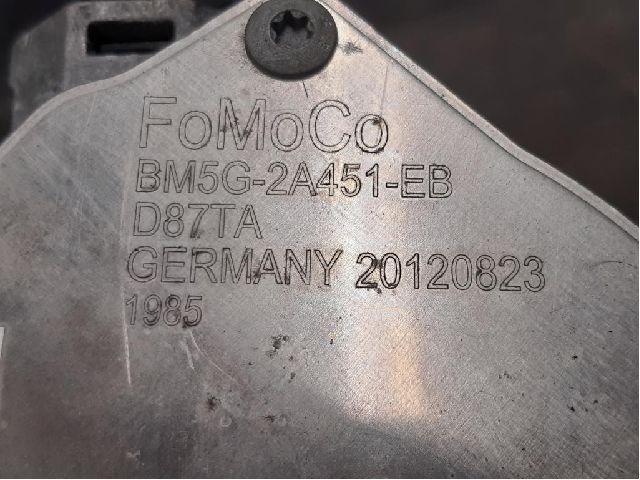 FoMoCo
BM5G-2A451-EB
D87TA
GERMANY 20120823
1985